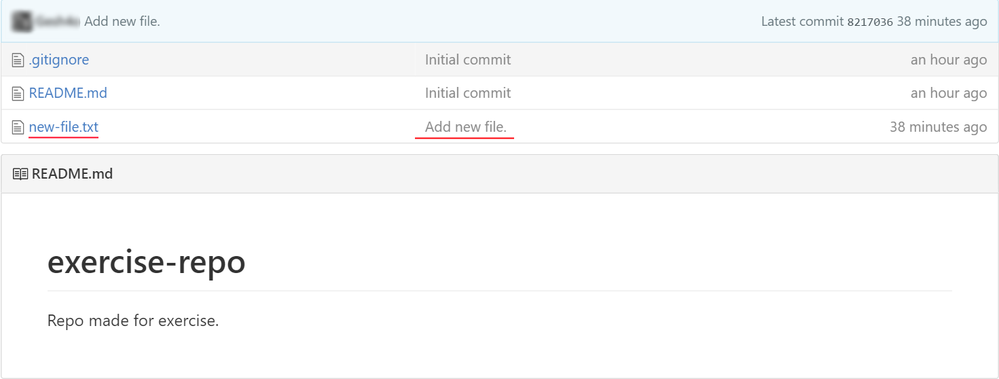 Add new file. Latest commit 8217036 38 minutes ago
.gitignore Initial commit an hour ago
README.md Initial commit an hour ago
new-file.txt Add new file. 38 minutes ago
README.md
exercise-repo
Repo made for exercise.